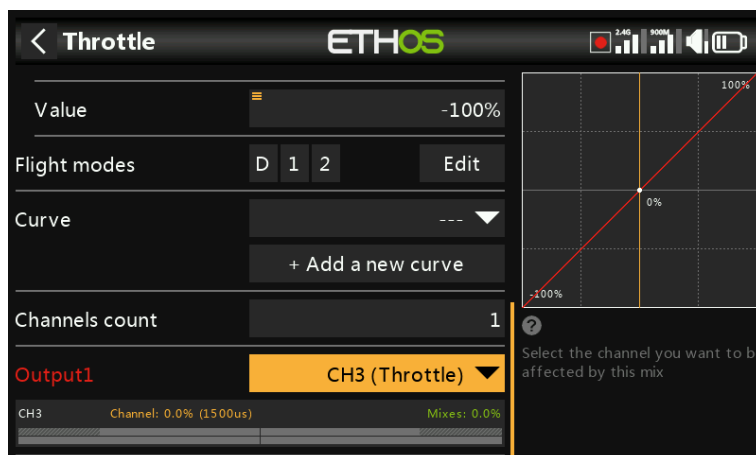 Throttle
ETHOS
2.4G 900M
Value
-100%
Flight modes
D 1 2
Edit
Curve
---
+ Add a new curve
Channels count
1
Output1
CH3 (Throttle)
CH3
Channel: 0.0% (1500us)
Mixes: 0.0%
100%
0%
-100%
?
Select the channel you want to b
affected by this mix